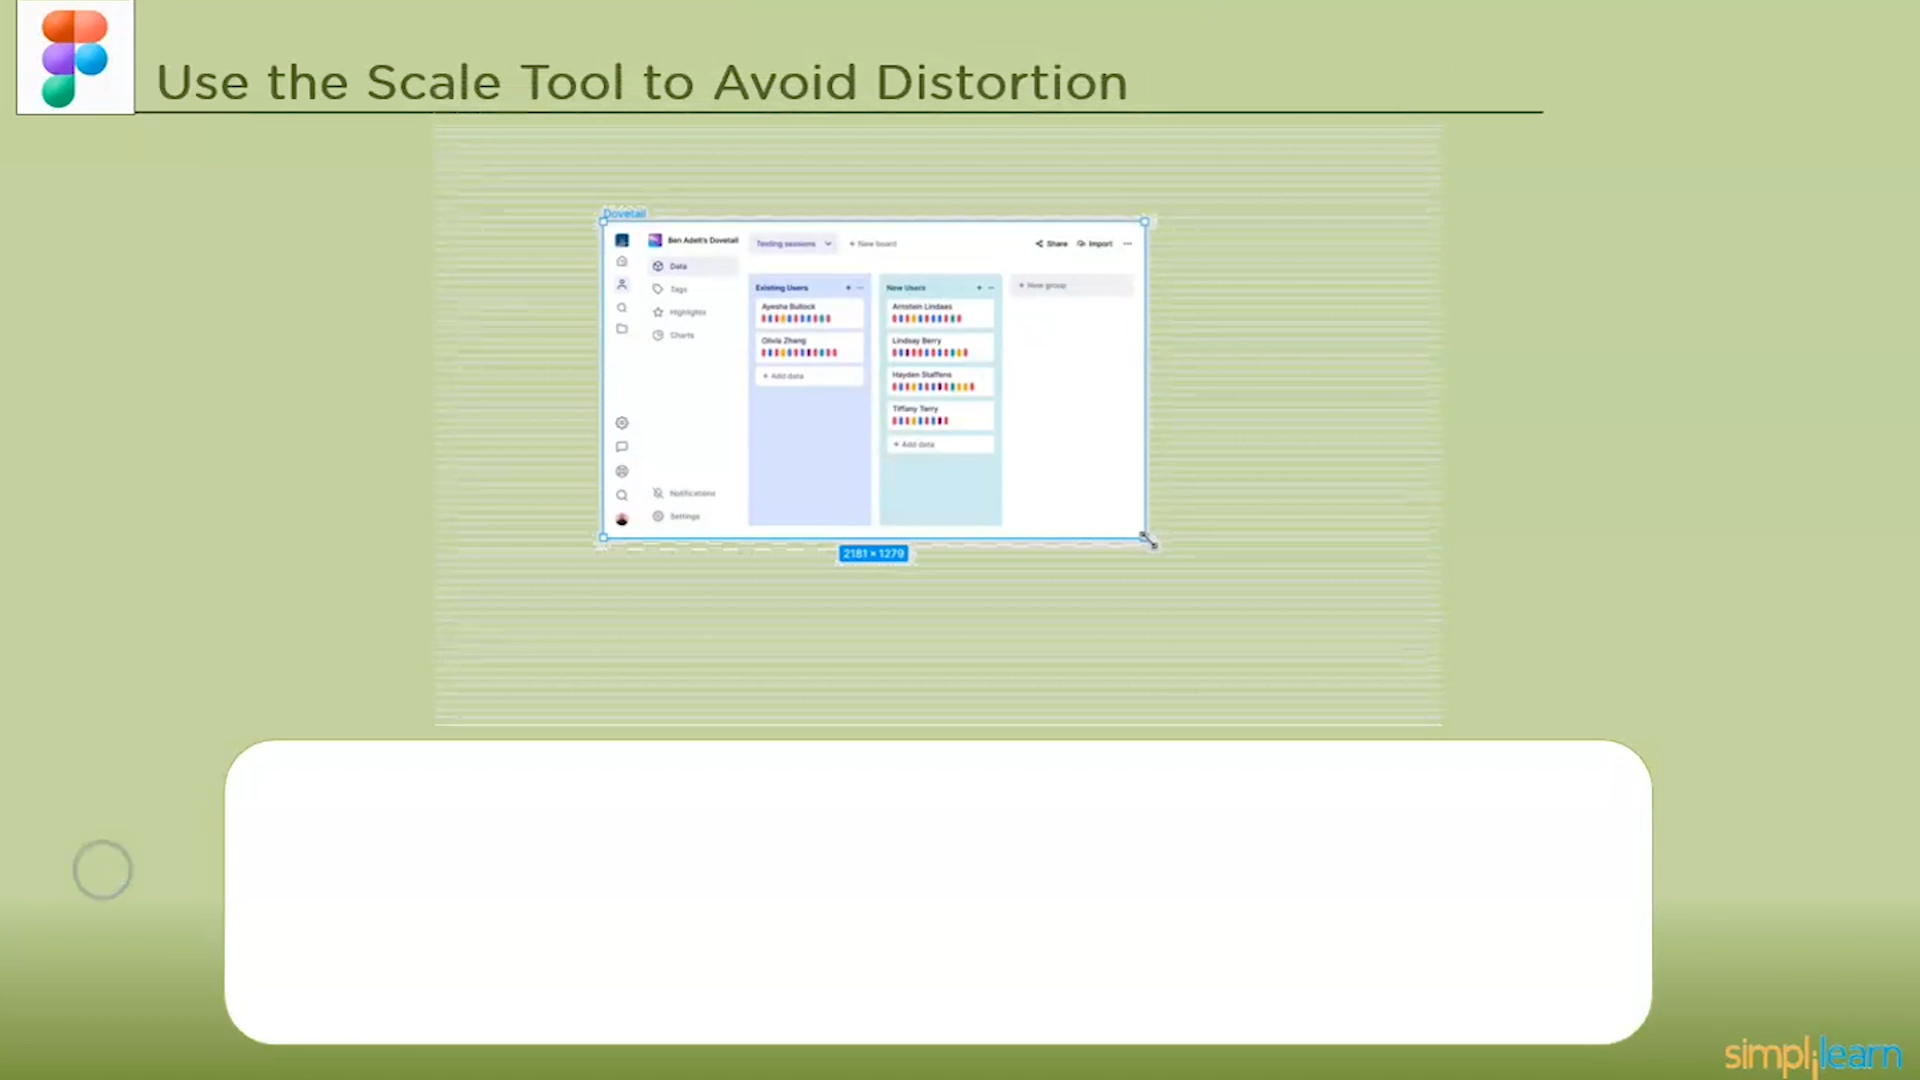 Use the Scale Tool to Avoid Distortion
Dovetail
Ben Adelt's Dovetail
Testing sessions
+ New board
Share
Import
Data
Tags
Highlights
Charts
Notifications
Settings
Existing Users
Ayesha Bullock
Olivia Zhang
+ Add data
New Users
Arnstein Lindaas
Lindsay Berry
Hayden Staffens
Tiffany Terry
+ Add data
+ New group
2181 × 1279
simplilearn